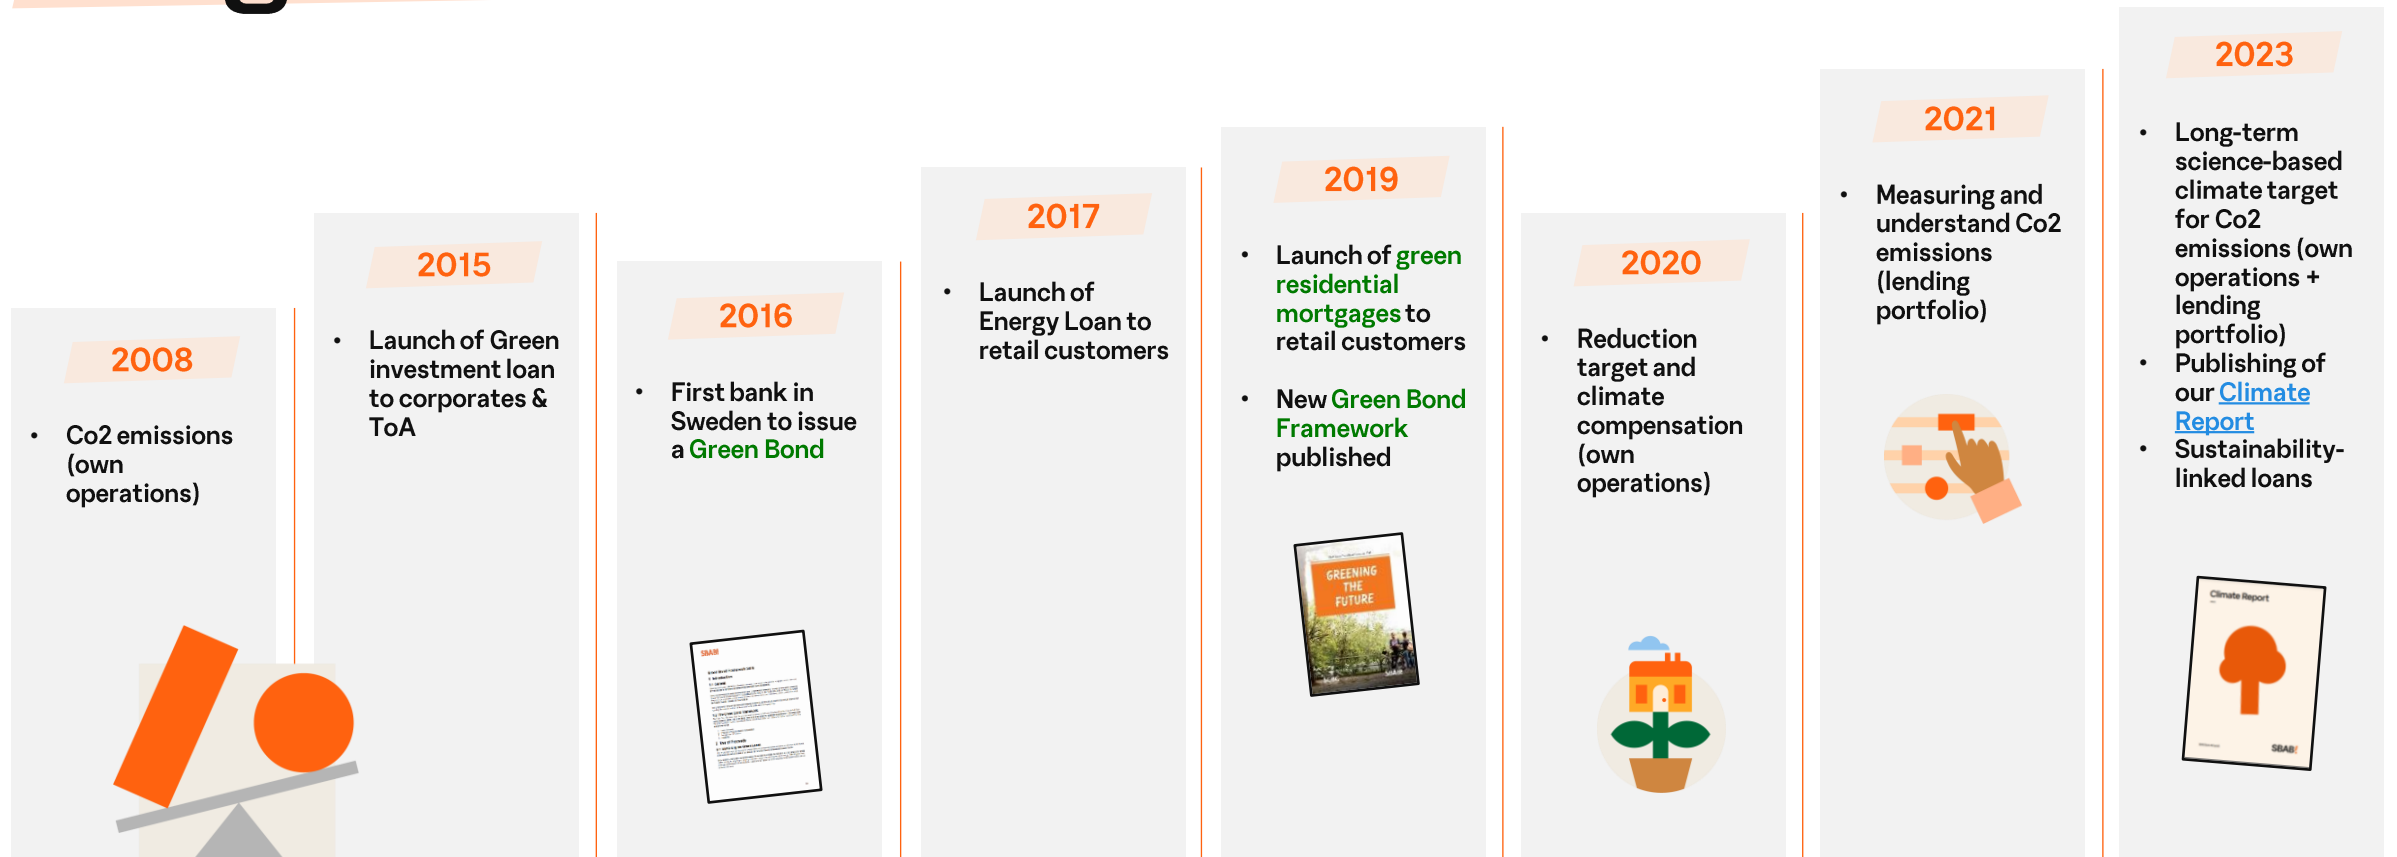 2008
• Co2 emissions
(own
operations)
2015
• Launch of Green
investment loan
to corporates &
ToA
2016
• First bank in
Sweden to issue
a Green Bond
SBAB!
2017
• Launch of
Energy Loan to
retail customers
2019
• Launch of green
residential
mortgages to
retail customers
• New Green Bond
Framework
published
GREENING
THE
FUTURE
SBAB!
2020
• Reduction
target and
climate
compensation
(own
operations)
2021
• Measuring and
understand Co2
emissions
(lending
portfolio)
2023
• Long-term
science-based
climate target
for Co2
emissions (own
operations +
lending
portfolio)
• Publishing of
our Climate
Report
• Sustainability-
linked loans
Climate Report
SBAB!